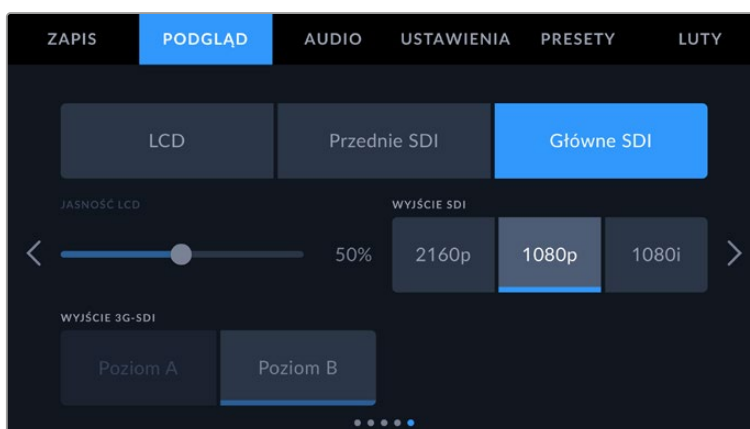 ZAPIS PODGLĄD AUDIO USTAWIENIA PRESETY LUTY
LCD Przednie SDI Główne SDI
JASNOŚĆ LCD WYJŚCIE SDI
50% 2160p 1080p 1080i
WYJŚCIE 3G-SDI
Poziom A Poziom B